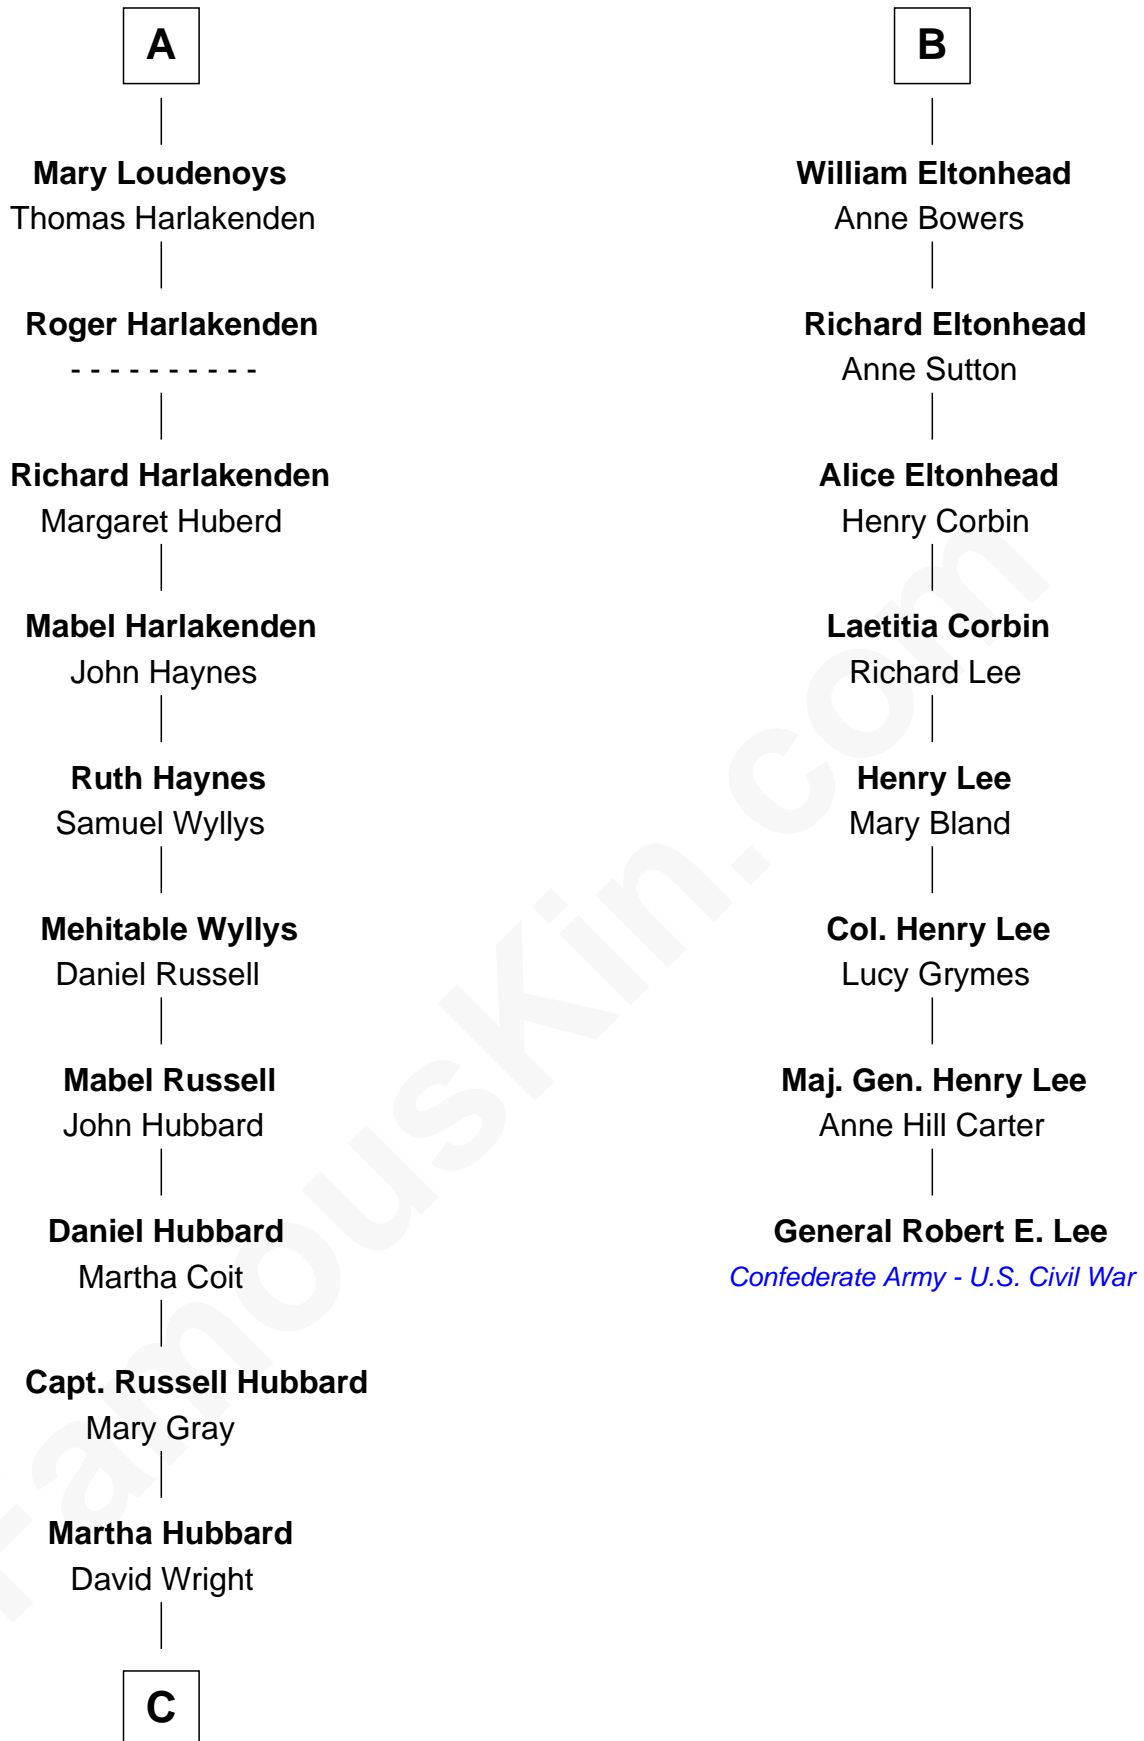 A
Mary Loudenoys
Thomas Harlakenden
Roger Harlakenden
- - - - - - - - - -
Richard Harlakenden
Margaret Huberd
Mabel Harlakenden
John Haynes
Ruth Haynes
Samuel Wyllys
Mehitable Wyllys
Daniel Russell
Mabel Russell
John Hubbard
Daniel Hubbard
Martha Coit
Capt. Russell Hubbard
Mary Gray
Martha Hubbard
David Wright
C
B
William Eltonhead
Anne Bowers
Richard Eltonhead
Anne Sutton
Alice Eltonhead
Henry Corbin
Laetitia Corbin
Richard Lee
Henry Lee
Mary Bland
Col. Henry Lee
Lucy Grymes
Maj. Gen. Henry Lee
Anne Hill Carter
General Robert E. Lee
Confederate Army - U.S. Civil War
FamousKin.com